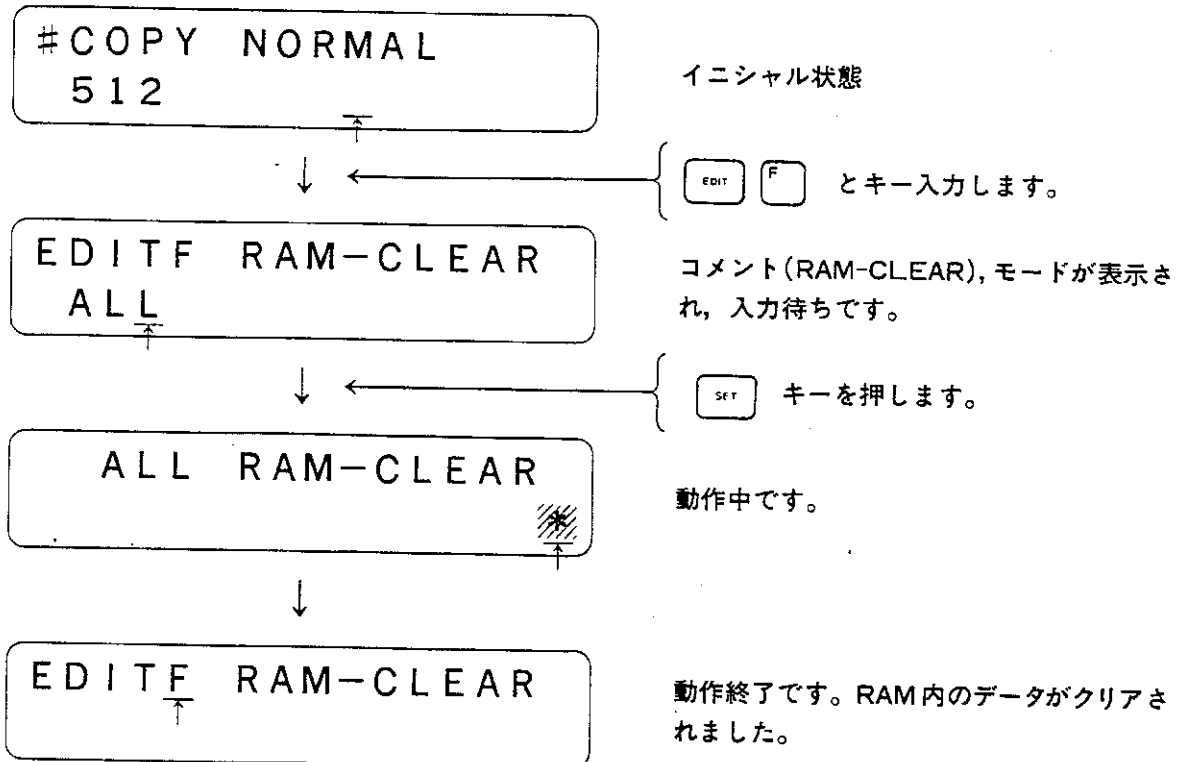 #COPY NORMAL
512
イニシャル状態
EDIT F とキー入力します。
EDITF RAM-CLEAR
ALL
コメント(RAM-CLEAR), モードが表示さ
れ, 入力待ちです。
SET キーを押します。
ALL RAM-CLEAR
*
動作中です。
EDITF RAM-CLEAR
動作終了です。RAM内のデータがクリアさ
れました。